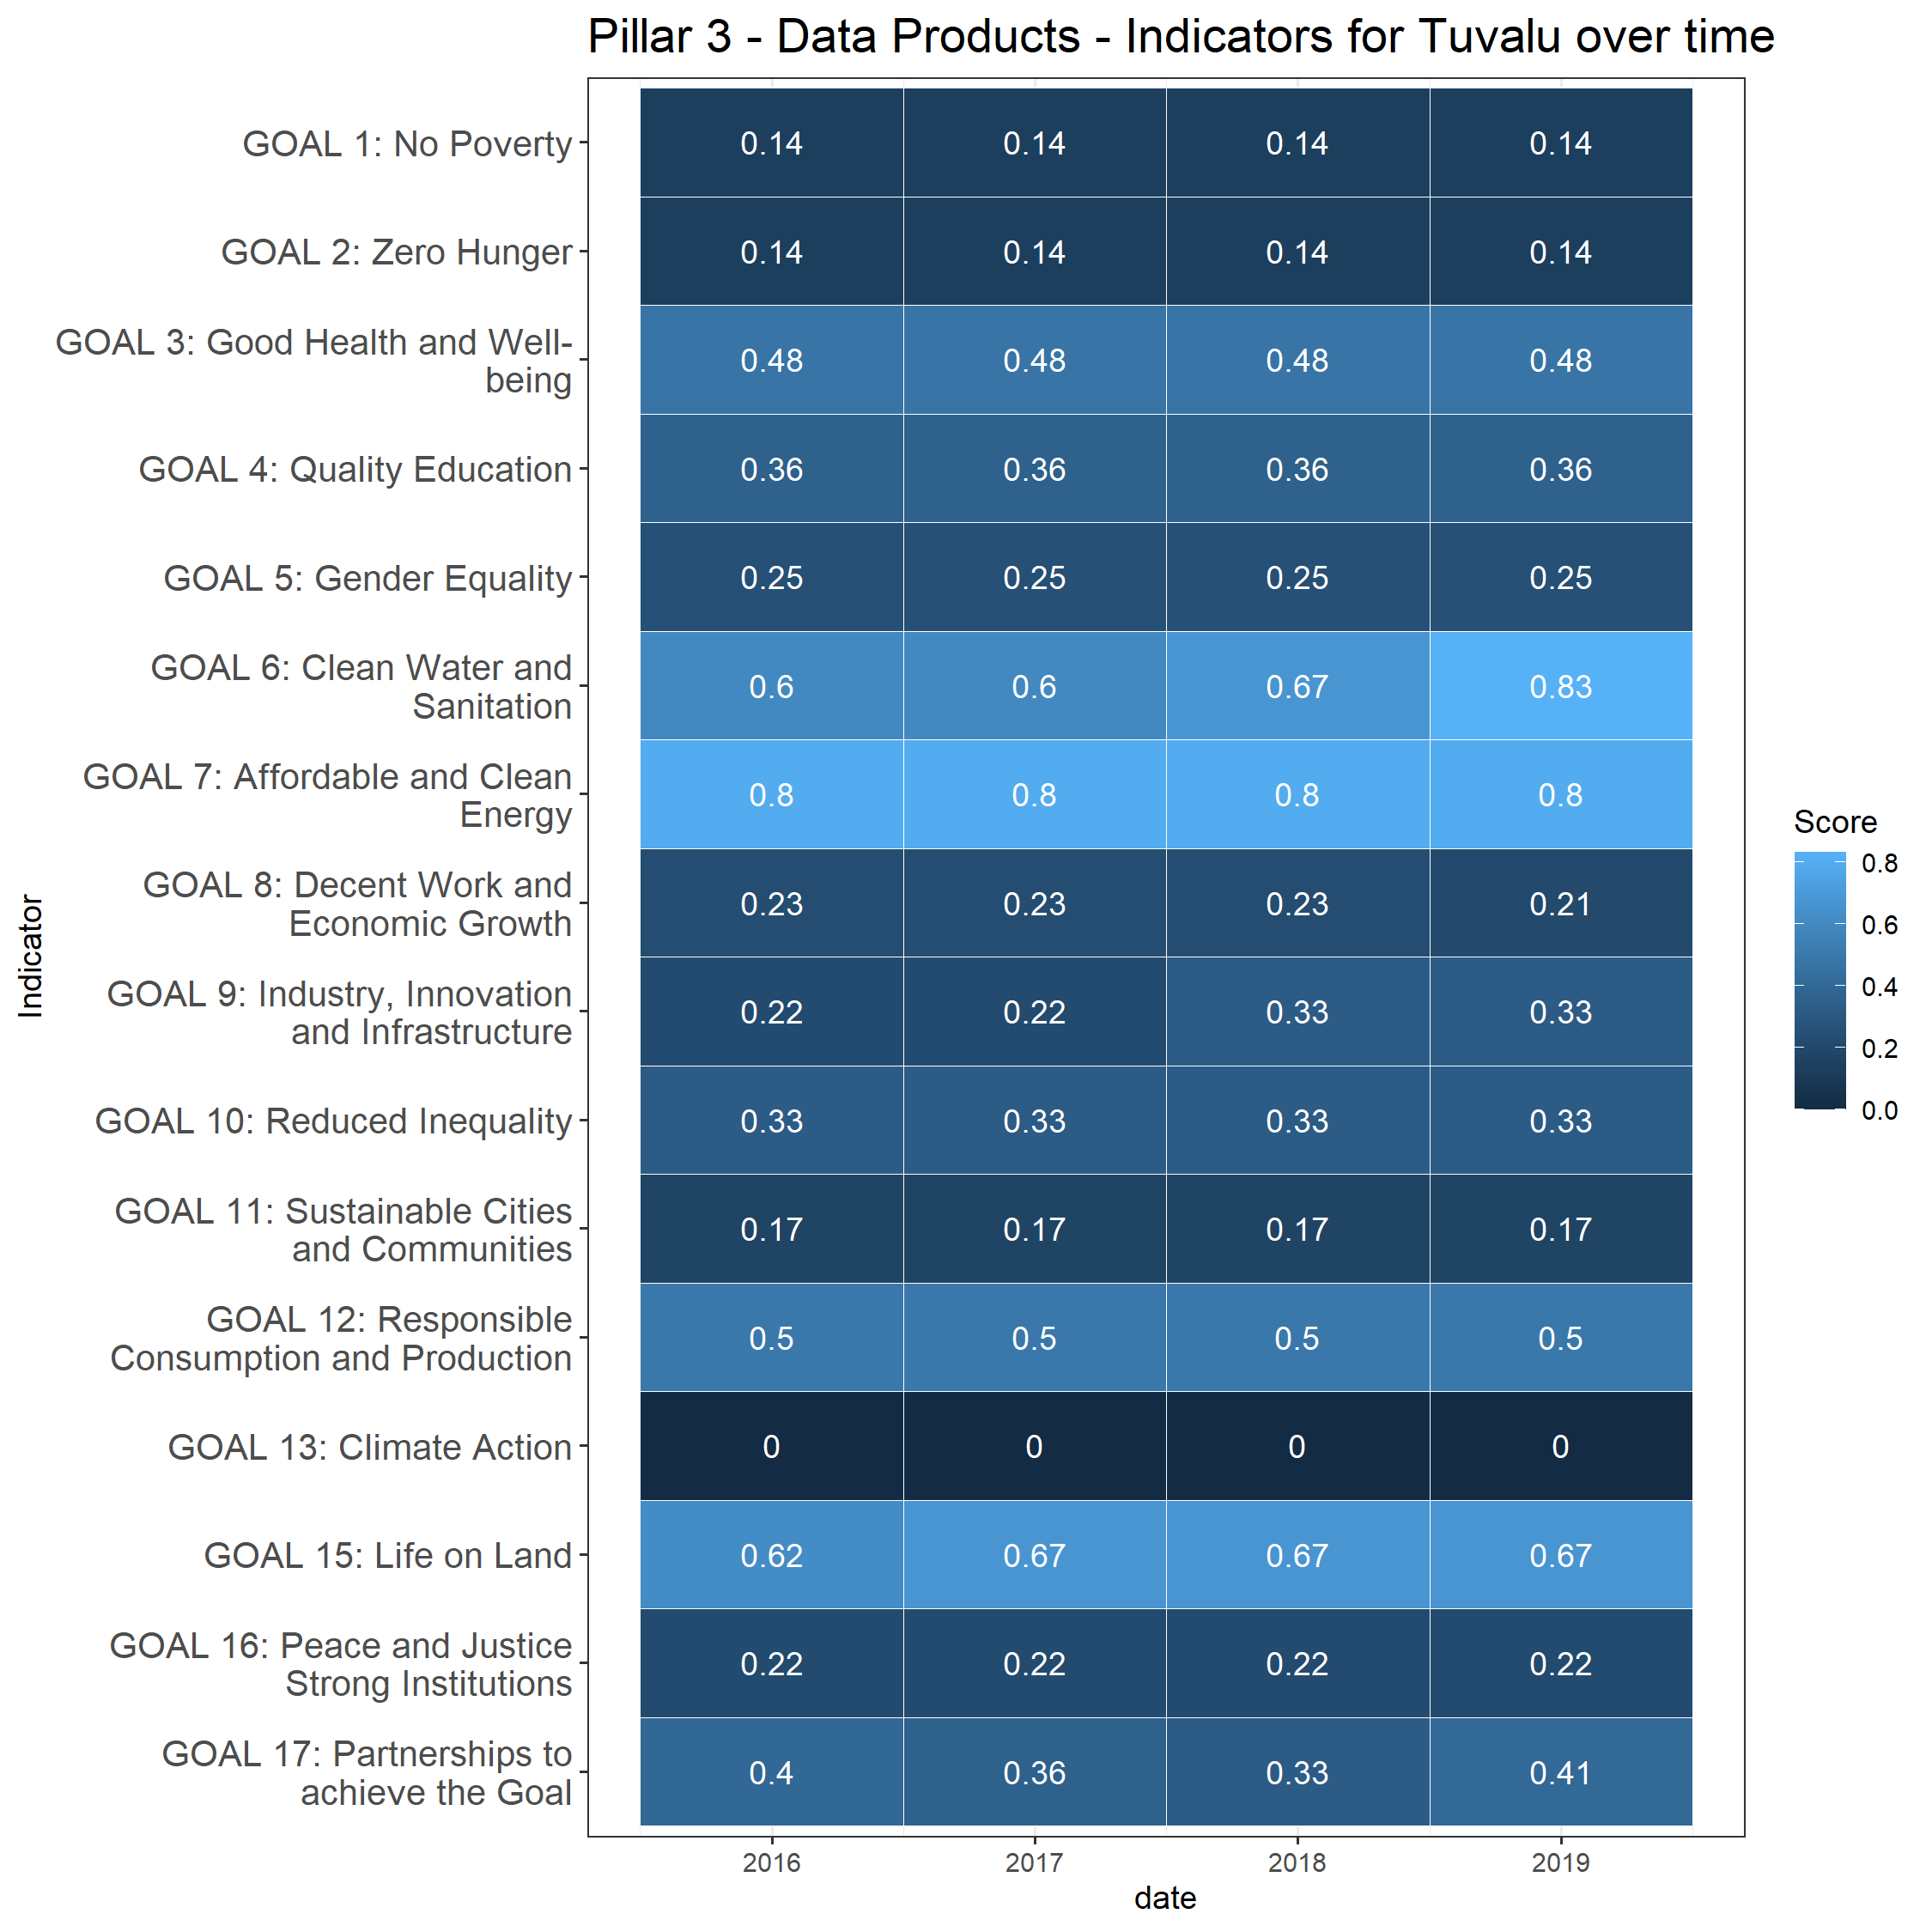 Pillar 3 - Data Products - Indicators for Tuvalu over time
GOAL 1: No Poverty
0.14 0.14 0.14 0.14
GOAL 2: Zero Hunger
0.14 0.14 0.14 0.14
GOAL 3: Good Health and Well-
being
0.48 0.48 0.48 0.48
GOAL 4: Quality Education
0.36 0.36 0.36 0.36
GOAL 5: Gender Equality
0.25 0.25 0.25 0.25
GOAL 6: Clean Water and
Sanitation
0.6 0.6 0.67 0.83
GOAL 7: Affordable and Clean
Energy
0.8 0.8 0.8 0.8
GOAL 8: Decent Work and
Economic Growth
0.23 0.23 0.23 0.21
GOAL 9: Industry, Innovation
and Infrastructure
0.22 0.22 0.33 0.33
GOAL 10: Reduced Inequality
0.33 0.33 0.33 0.33
GOAL 11: Sustainable Cities
and Communities
0.17 0.17 0.17 0.17
GOAL 12: Responsible
Consumption and Production
0.5 0.5 0.5 0.5
GOAL 13: Climate Action
0 0 0 0
GOAL 15: Life on Land
0.62 0.67 0.67 0.67
GOAL 16: Peace and Justice
Strong Institutions
0.22 0.22 0.22 0.22
GOAL 17: Partnerships to
achieve the Goal
0.4 0.36 0.33 0.41
2016 2017 2018 2019
date
Indicator
Score
0.8
0.6
0.4
0.2
0.0